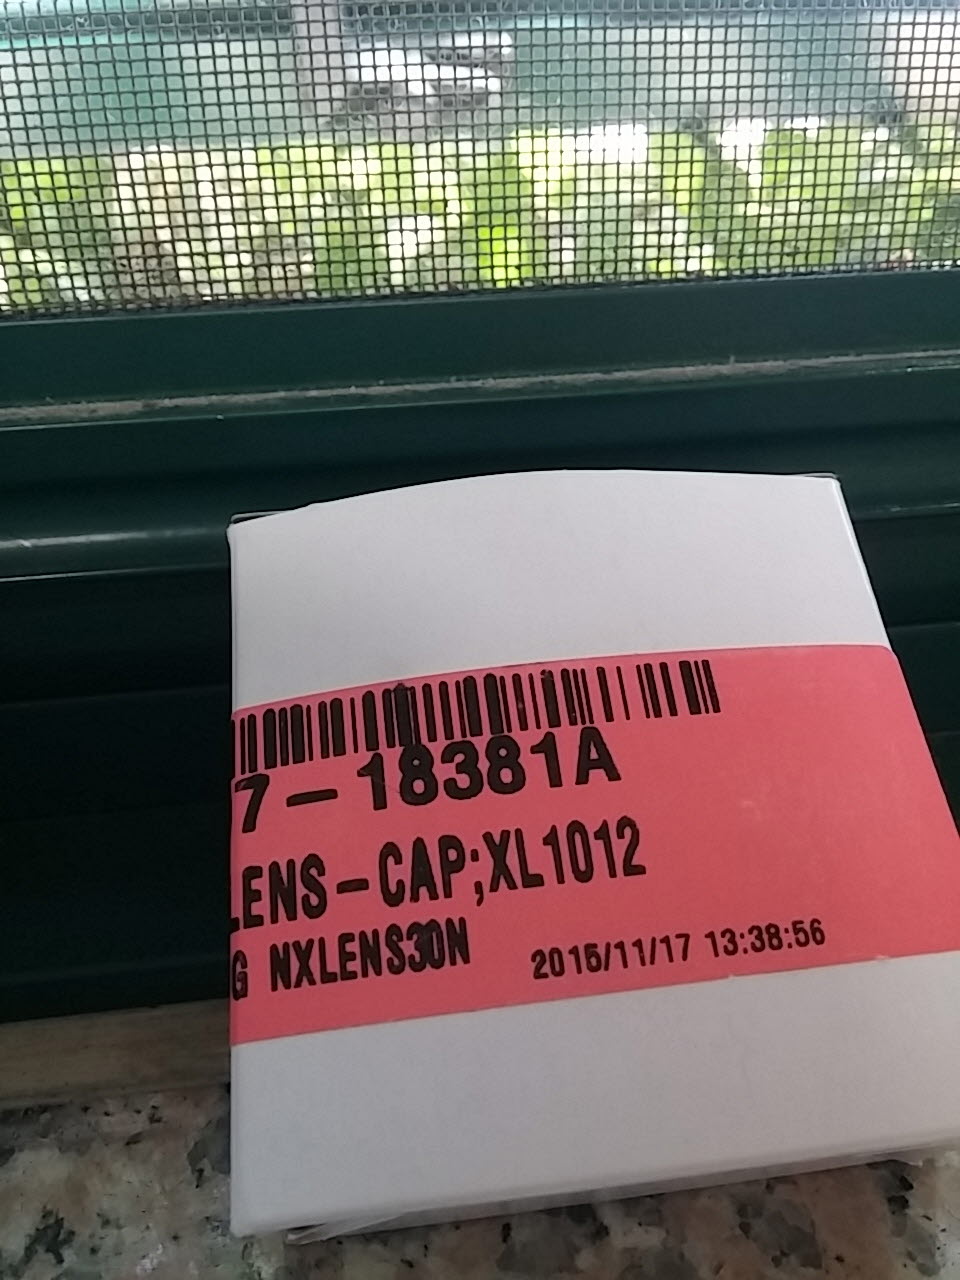 7-18381A
LENS-CAP;XL1012
G NXLENS30N 2015/11/17 13:38:56